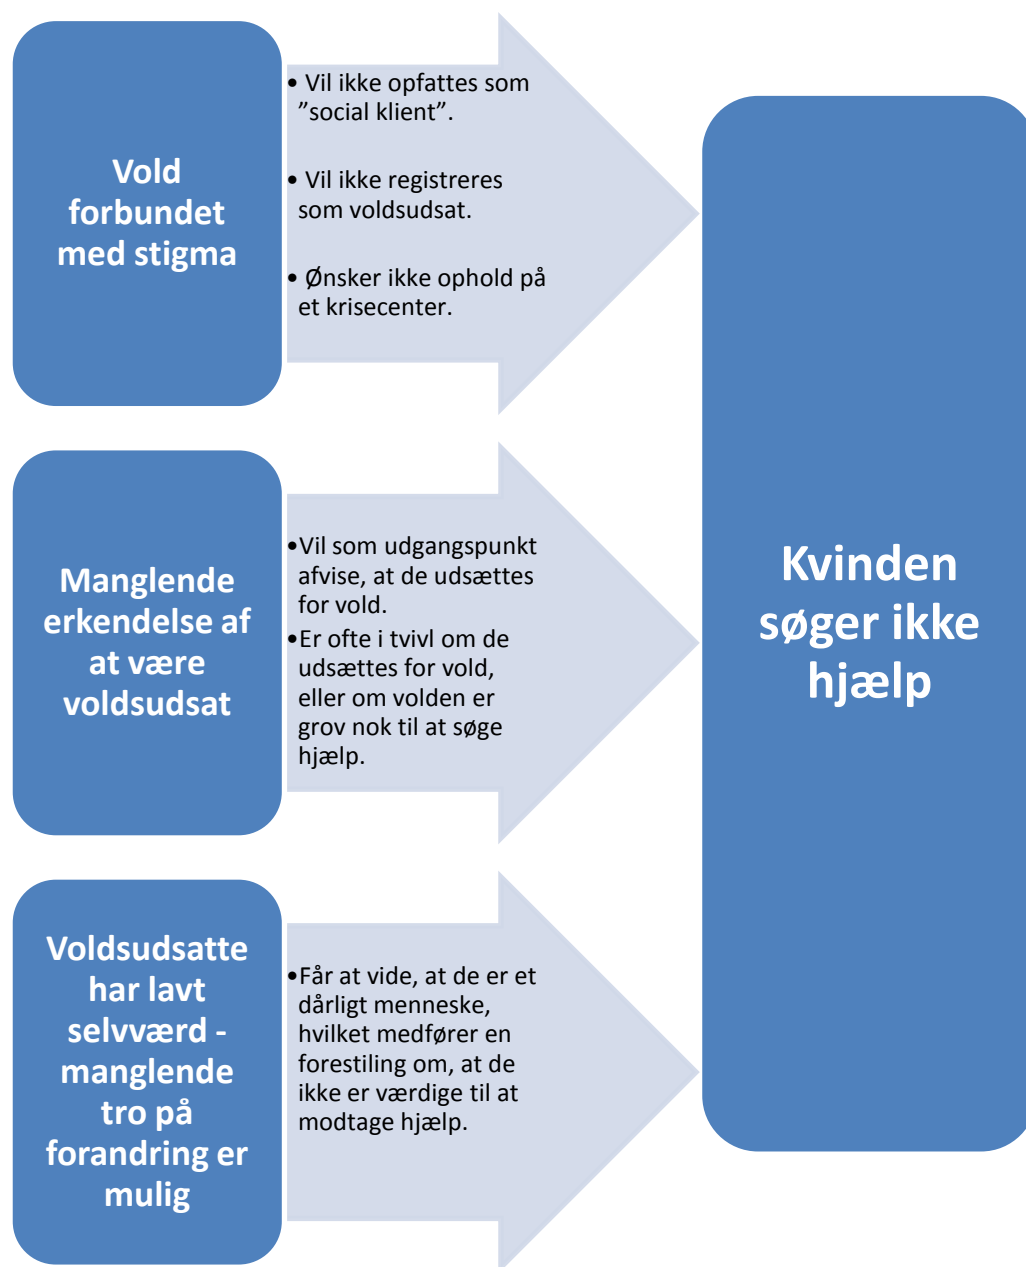 Vold
forbundet
med stigma
• Vil ikke opfattes som
”social klient”.
• Vil ikke registreres
som voldsudsat.
• Ønsker ikke ophold på
et krisecenter.
Manglende
erkendelse af
at være
voldsudsat
•Vil som udgangspunkt
afvise, at de udsættes
for vold.
•Er ofte i tvivl om de
udsættes for vold,
eller om volden er
grov nok til at søge
hjælp.
Voldsudsatte
har lavt
selvværd -
manglende
tro på
forandring er
mulig
•Får at vide, at de er et
dårligt menneske,
hvilket medfører en
forestiling om, at de
ikke er værdige til at
modtage hjælp.
Kvinden
søger ikke
hjælp